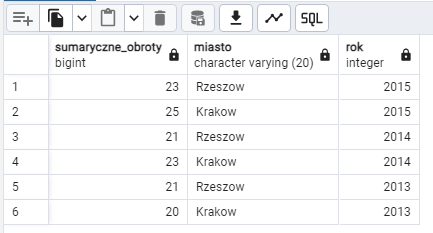 SQL
sumaryczne_obroty miasto rok
bigint character varying (20) integer
1 23 Rzeszow 2015
2 25 Krakow 2015
3 21 Rzeszow 2014
4 23 Krakow 2014
5 21 Rzeszow 2013
6 20 Krakow 2013